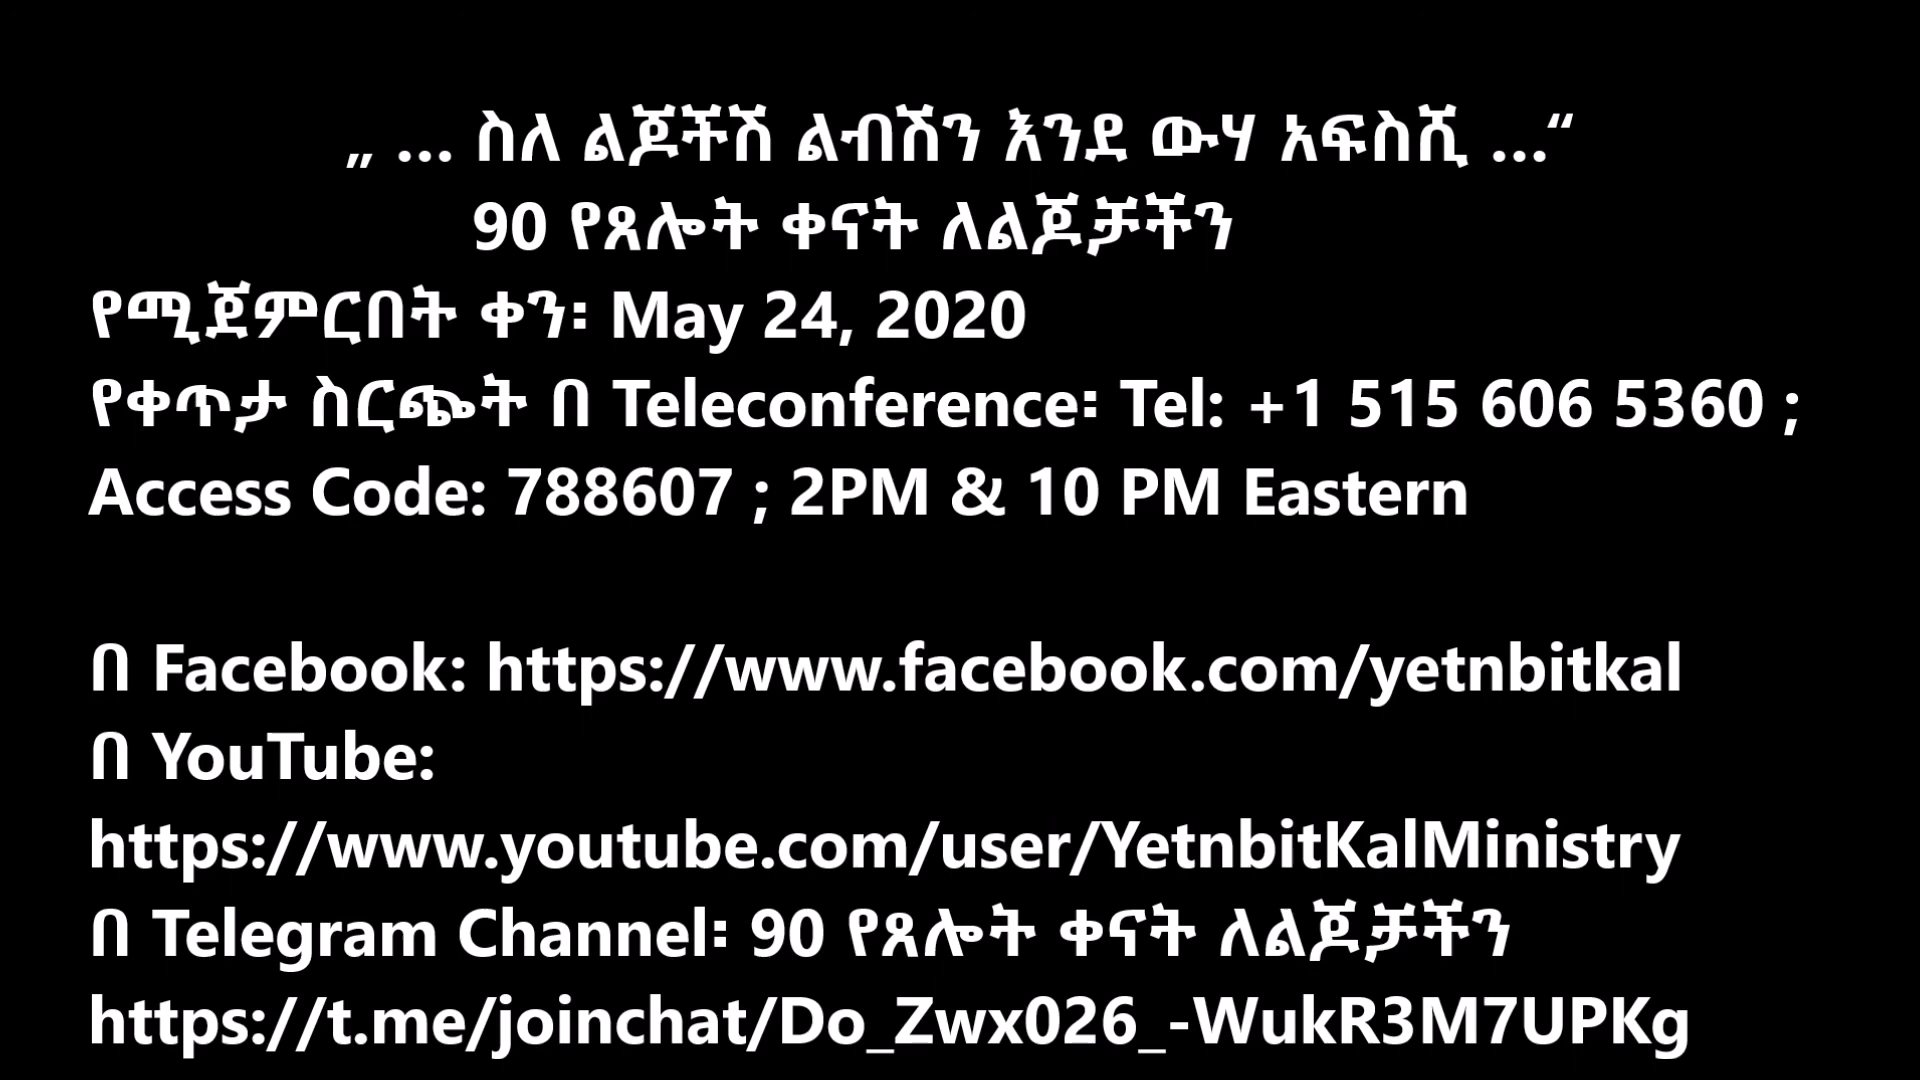 „ … ስለ ልጆችሽ ልብሽን እንደ ውሃ አፍስሺ …“
90 የጸሎት ቀናት ለልጆቻችን
የሚጀምርበት ቀን፡ May 24, 2020
የቀጥታ ስርጭት በ Teleconference፡ Tel: +1 515 606 5360 ;
Access Code: 788607 ; 2PM & 10 PM Eastern
በ Facebook: https://www.facebook.com/yetnbitkal
በ YouTube:
https://www.youtube.com/user/YetnbitKalMinistry
በ Telegram Channel፡ 90 የጸሎት ቀናት ለልጆቻችን
https://t.me/joinchat/Do_Zwx026_-WukR3M7UPKg